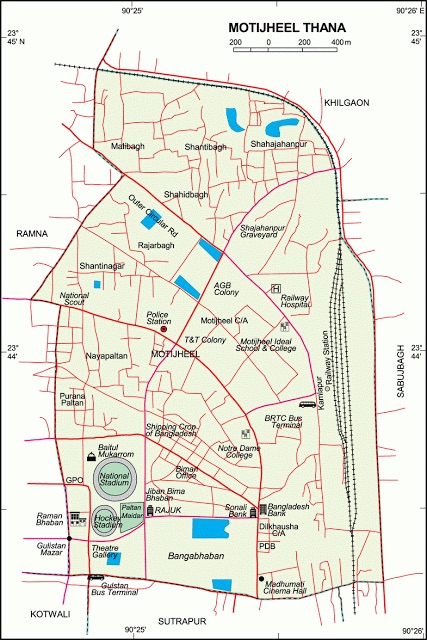 90°25'
90°26' E
MOTIJHEEL THANA
23°
45' N
23°
45'
200 0 200 400 m
KHILGAON
Malibagh
Shantibagh
Shahajahanpur
Shahidbagh
Outer Circular Rd
RAMNA
Rajarbagh
Shajahanpur
Graveyard
Shantinagar
National
Scout
AGB
Colony
Railway
Hospital
Police
Station
Motijheel C/A
T&T Colony
Motijheel Ideal
School & College
23°
44'
23°
44'
Nayapaltan
MOTIJHEEL
Kamlapur
Railway Station
SABUJBAGH
Purana
Paltan
BRTC Bus
Terminal
Shipping Crop
of Bangladesh
Baitul
Mukarrom
Notre Dame
College
GPO
National
Stadium
Biman
Office
Jiban Bima
Bhaban
Paltan
Maidan
RAJUK
Sonali
Bank
Bangladesh
Bank
Raman
Bhaban
Hockey
Stadium
Dilkhausha
C/A
Gulistan
Mazar
Theatre
Gallery
Bangabhaban
PDB
Gulstan
Bus Terminal
Madhumati
Cinema Hall
KOTWALI
90°25'
SUTRAPUR
90°26'